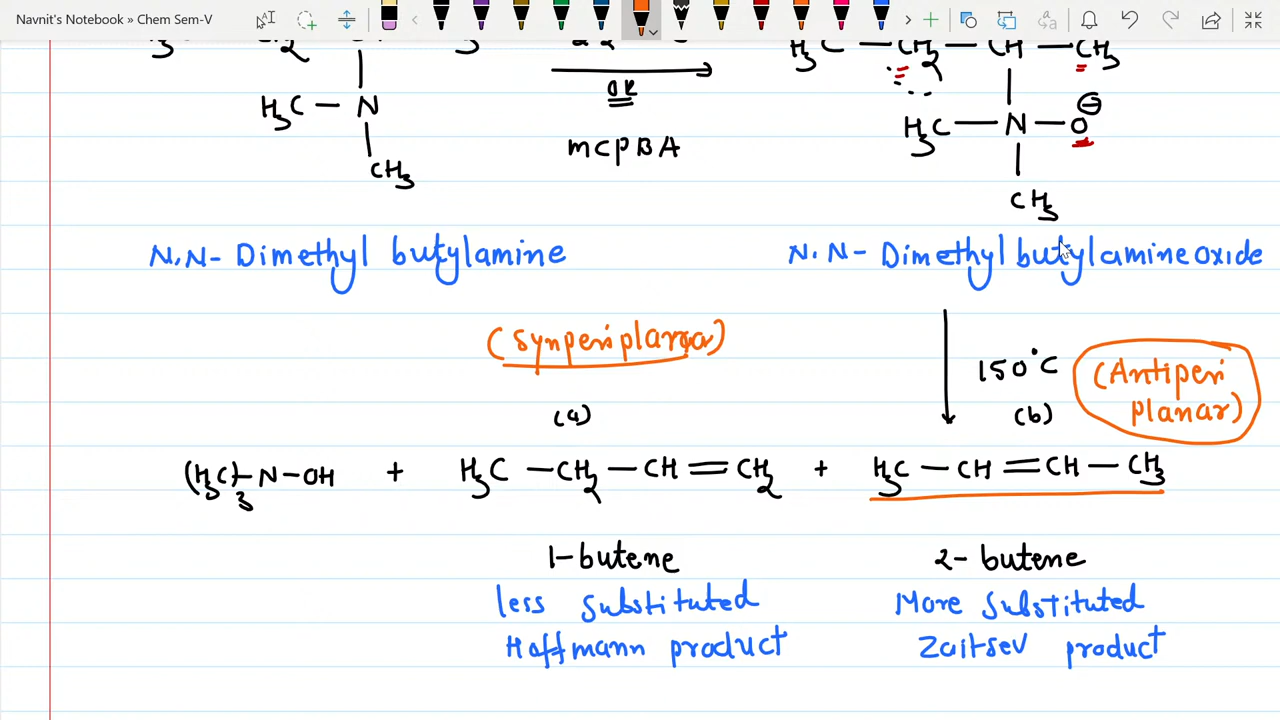 Navnit's Notebook » Chem Sem-V
H3C — CH2 — CH — CH3
OR
H3C — N
H3C — N — O ⊖
mCPBA
CH3
CH3
N,N- Dimethyl butylamine
N,N- Dimethyl butylamine oxide
(Synperiplanar)
150°C
(Antiperi
planar)
(a)
(b)
(H3C)3 — N — OH + H3C — CH2 — CH = CH2 + H3C — CH = CH — CH3
1-butene
2- butene
less substituted
More substituted
Hoffmann product
Zaitsev product